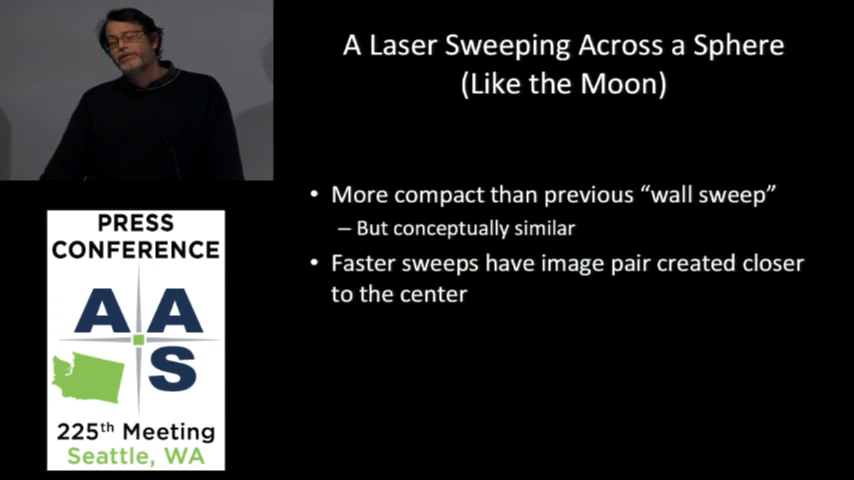 A Laser Sweeping Across a Sphere
(Like the Moon)
• More compact than previous “wall sweep”
– But conceptually similar
• Faster sweeps have image pair created closer
to the center
PRESS
CONFERENCE
AAS
225th Meeting
Seattle, WA